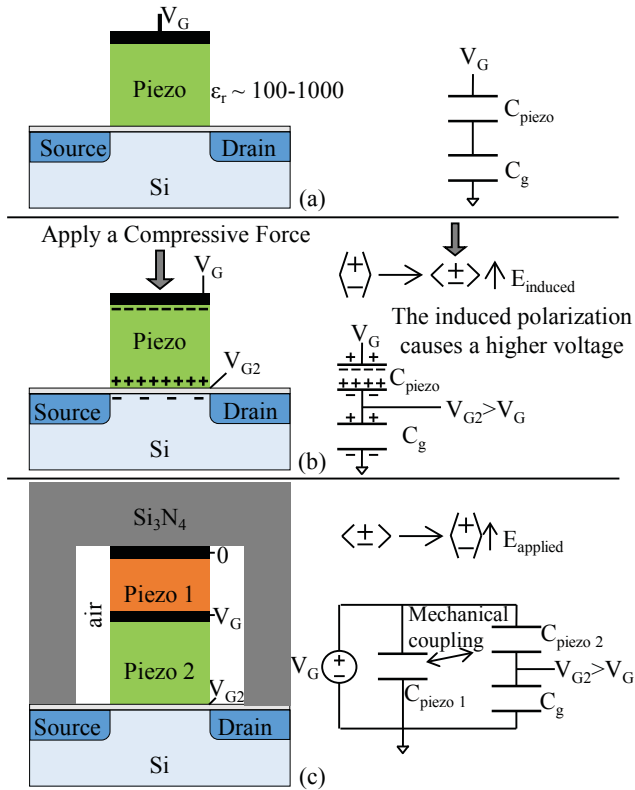 V_G
Piezo
ε_r ~ 100-1000
Source
Drain
Si
(a)
V_G
C_piezo
C_g
Apply a Compressive Force
V_G
Piezo
V_G2
Source
Drain
Si
(b)
E_induced
The induced polarization
causes a higher voltage
V_G
C_piezo
V_G2>V_G
C_g
Si₃N₄
0
Piezo 1
air
V_G
Piezo 2
V_G2
Source
Drain
Si
(c)
E_applied
Mechanical
coupling
V_G
C_piezo 1
C_piezo 2
V_G2>V_G
C_g